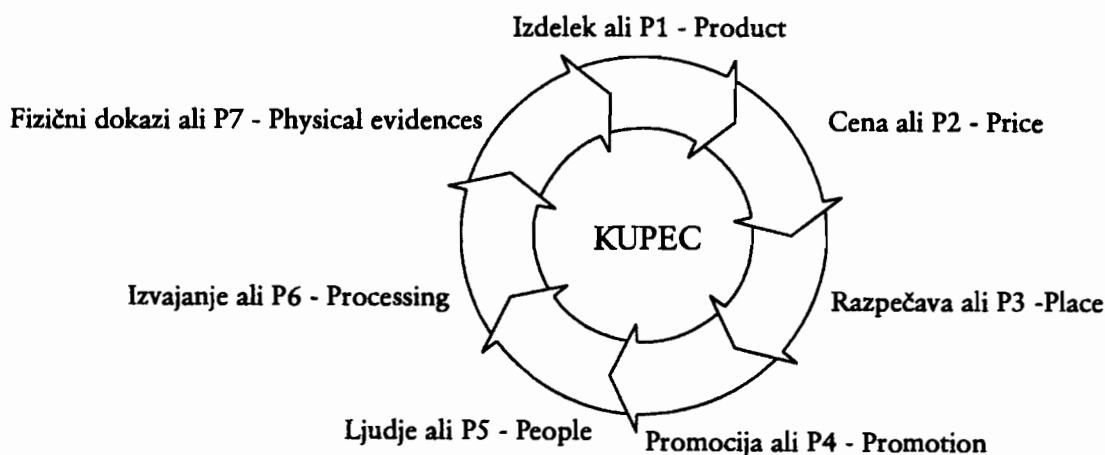 Izdelek ali P1 - Product
Fizični dokazi ali P7 - Physical evidences
Cena ali P2 - Price
KUPEC
Izvajanje ali P6 - Processing
Razpečava ali P3 -Place
Ljudje ali P5 - People
Promocija ali P4 - Promotion